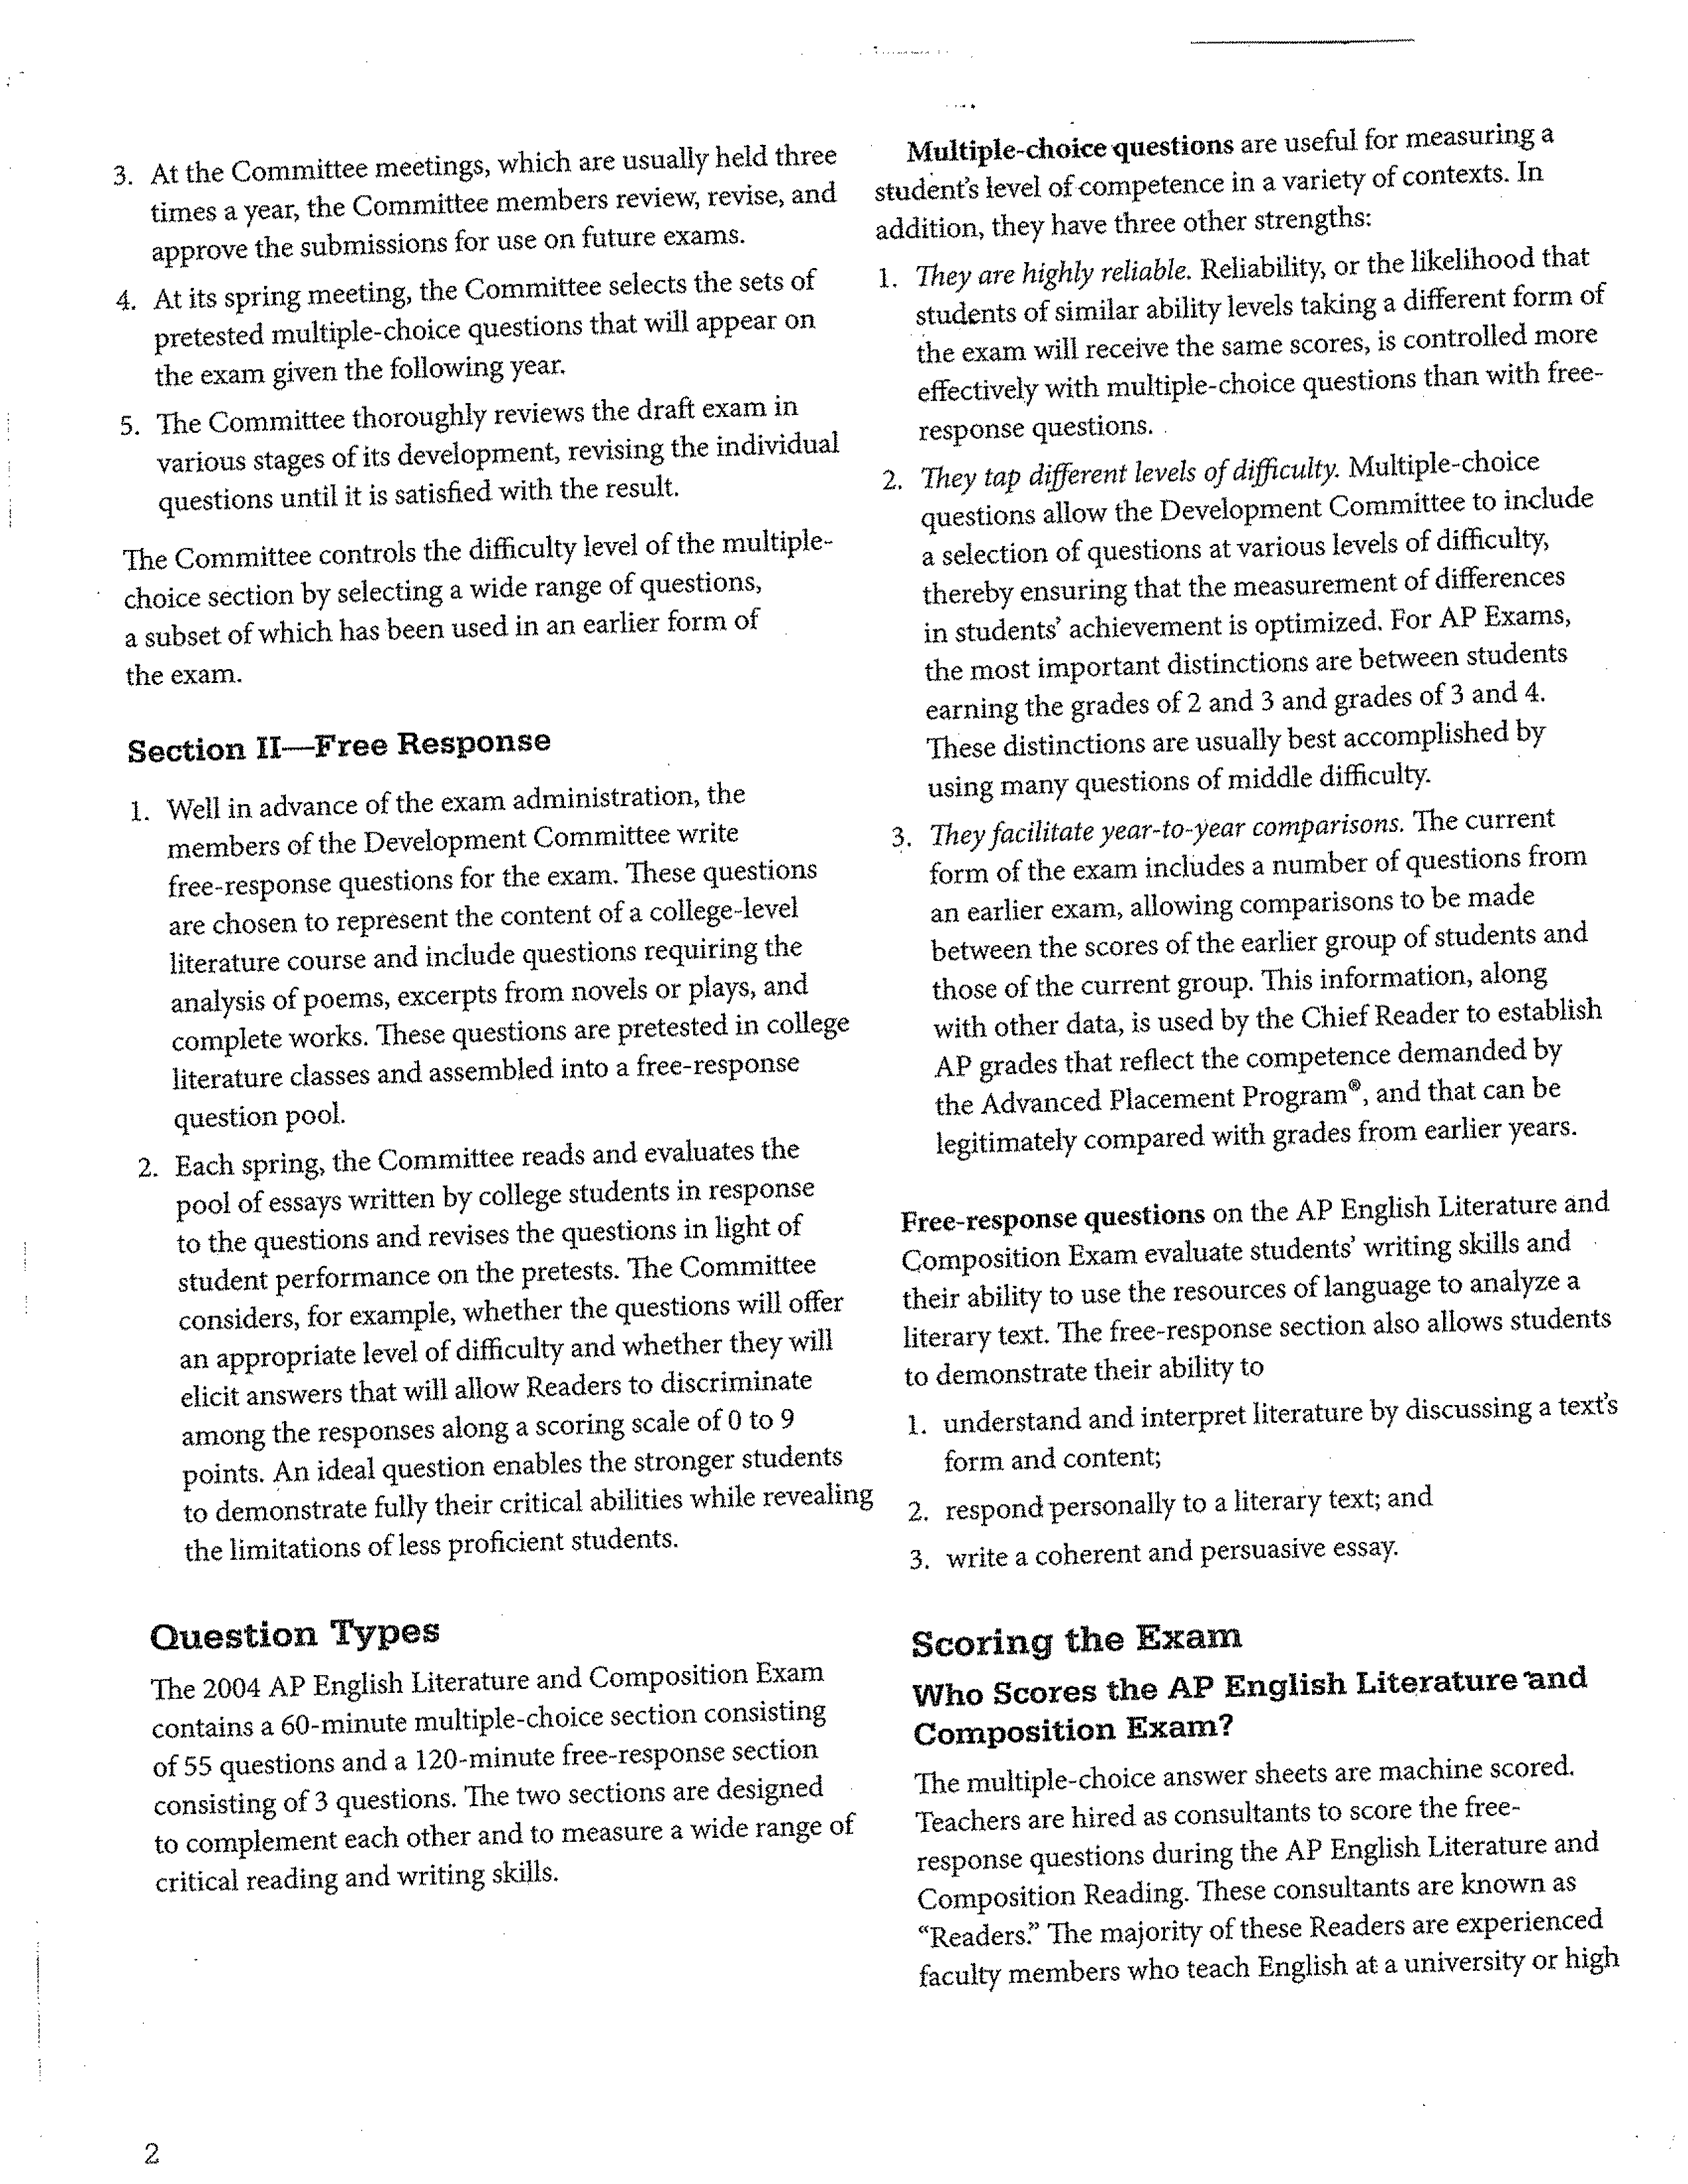 3. At the Committee meetings, which are usually held three
times a year, the Committee members review, revise, and
approve the submissions for use on future exams.
4. At its spring meeting, the Committee selects the sets of
pretested multiple-choice questions that will appear on
the exam given the following year.
5. The Committee thoroughly reviews the draft exam in
various stages of its development, revising the individual
questions until it is satisfied with the result.
The Committee controls the difficulty level of the multiple-
choice section by selecting a wide range of questions,
a subset of which has been used in an earlier form of
the exam.
Section II—Free Response
1. Well in advance of the exam administration, the
members of the Development Committee write
free-response questions for the exam. These questions
are chosen to represent the content of a college-level
literature course and include questions requiring the
analysis of poems, excerpts from novels or plays, and
complete works. These questions are pretested in college
literature classes and assembled into a free-response
question pool.
2. Each spring, the Committee reads and evaluates the
pool of essays written by college students in response
to the questions and revises the questions in light of
student performance on the pretests. The Committee
considers, for example, whether the questions will offer
an appropriate level of difficulty and whether they will
elicit answers that will allow Readers to discriminate
among the responses along a scoring scale of 0 to 9
points. An ideal question enables the stronger students
to demonstrate fully their critical abilities while revealing
the limitations of less proficient students.
Question Types
The 2004 AP English Literature and Composition Exam
contains a 60-minute multiple-choice section consisting
of 55 questions and a 120-minute free-response section
consisting of 3 questions. The two sections are designed
to complement each other and to measure a wide range of
critical reading and writing skills.
Multiple-choice questions are useful for measuring a
student's level of competence in a variety of contexts. In
addition, they have three other strengths:
1. They are highly reliable. Reliability, or the likelihood that
students of similar ability levels taking a different form of
the exam will receive the same scores, is controlled more
effectively with multiple-choice questions than with free-
response questions.
2. They tap different levels of difficulty. Multiple-choice
questions allow the Development Committee to include
a selection of questions at various levels of difficulty,
thereby ensuring that the measurement of differences
in students' achievement is optimized. For AP Exams,
the most important distinctions are between students
earning the grades of 2 and 3 and grades of 3 and 4.
These distinctions are usually best accomplished by
using many questions of middle difficulty.
3. They facilitate year-to-year comparisons. The current
form of the exam includes a number of questions from
an earlier exam, allowing comparisons to be made
between the scores of the earlier group of students and
those of the current group. This information, along
with other data, is used by the Chief Reader to establish
AP grades that reflect the competence demanded by
the Advanced Placement Program®, and that can be
legitimately compared with grades from earlier years.
Free-response questions on the AP English Literature and
Composition Exam evaluate students' writing skills and
their ability to use the resources of language to analyze a
literary text. The free-response section also allows students
to demonstrate their ability to
1. understand and interpret literature by discussing a text's
form and content;
2. respond personally to a literary text; and
3. write a coherent and persuasive essay.
Scoring the Exam
Who Scores the AP English Literature and
Composition Exam?
The multiple-choice answer sheets are machine scored.
Teachers are hired as consultants to score the free-
response questions during the AP English Literature and
Composition Reading. These consultants are known as
"Readers." The majority of these Readers are experienced
faculty members who teach English at a university or high
2